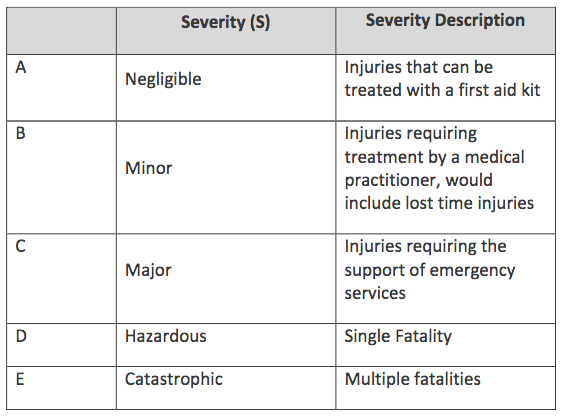 Severity (S) Severity Description
A Negligible Injuries that can be
treated with a first aid kit
B Minor Injuries requiring
treatment by a medical
practitioner, would
include lost time injuries
C Major Injuries requiring the
support of emergency
services
D Hazardous Single Fatality
E Catastrophic Multiple fatalities